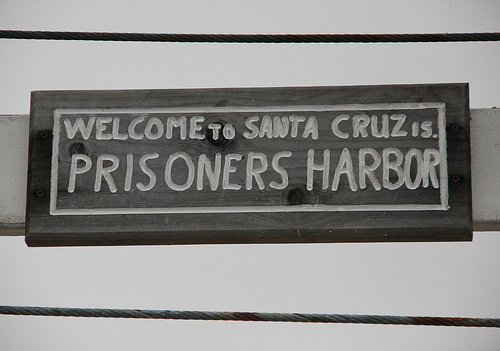 WELCOME TO SANTA CRUZ IS.
PRISONERS HARBOR